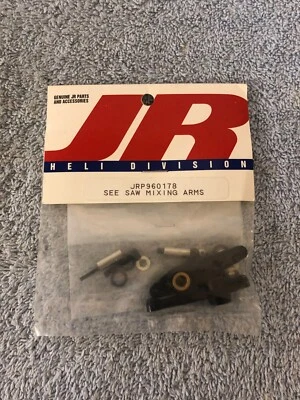 GENUINE JR PARTS
AND ACCESSORIES
JR
HELI DIVISION
JRP960178
SEE SAW MIXING ARMS